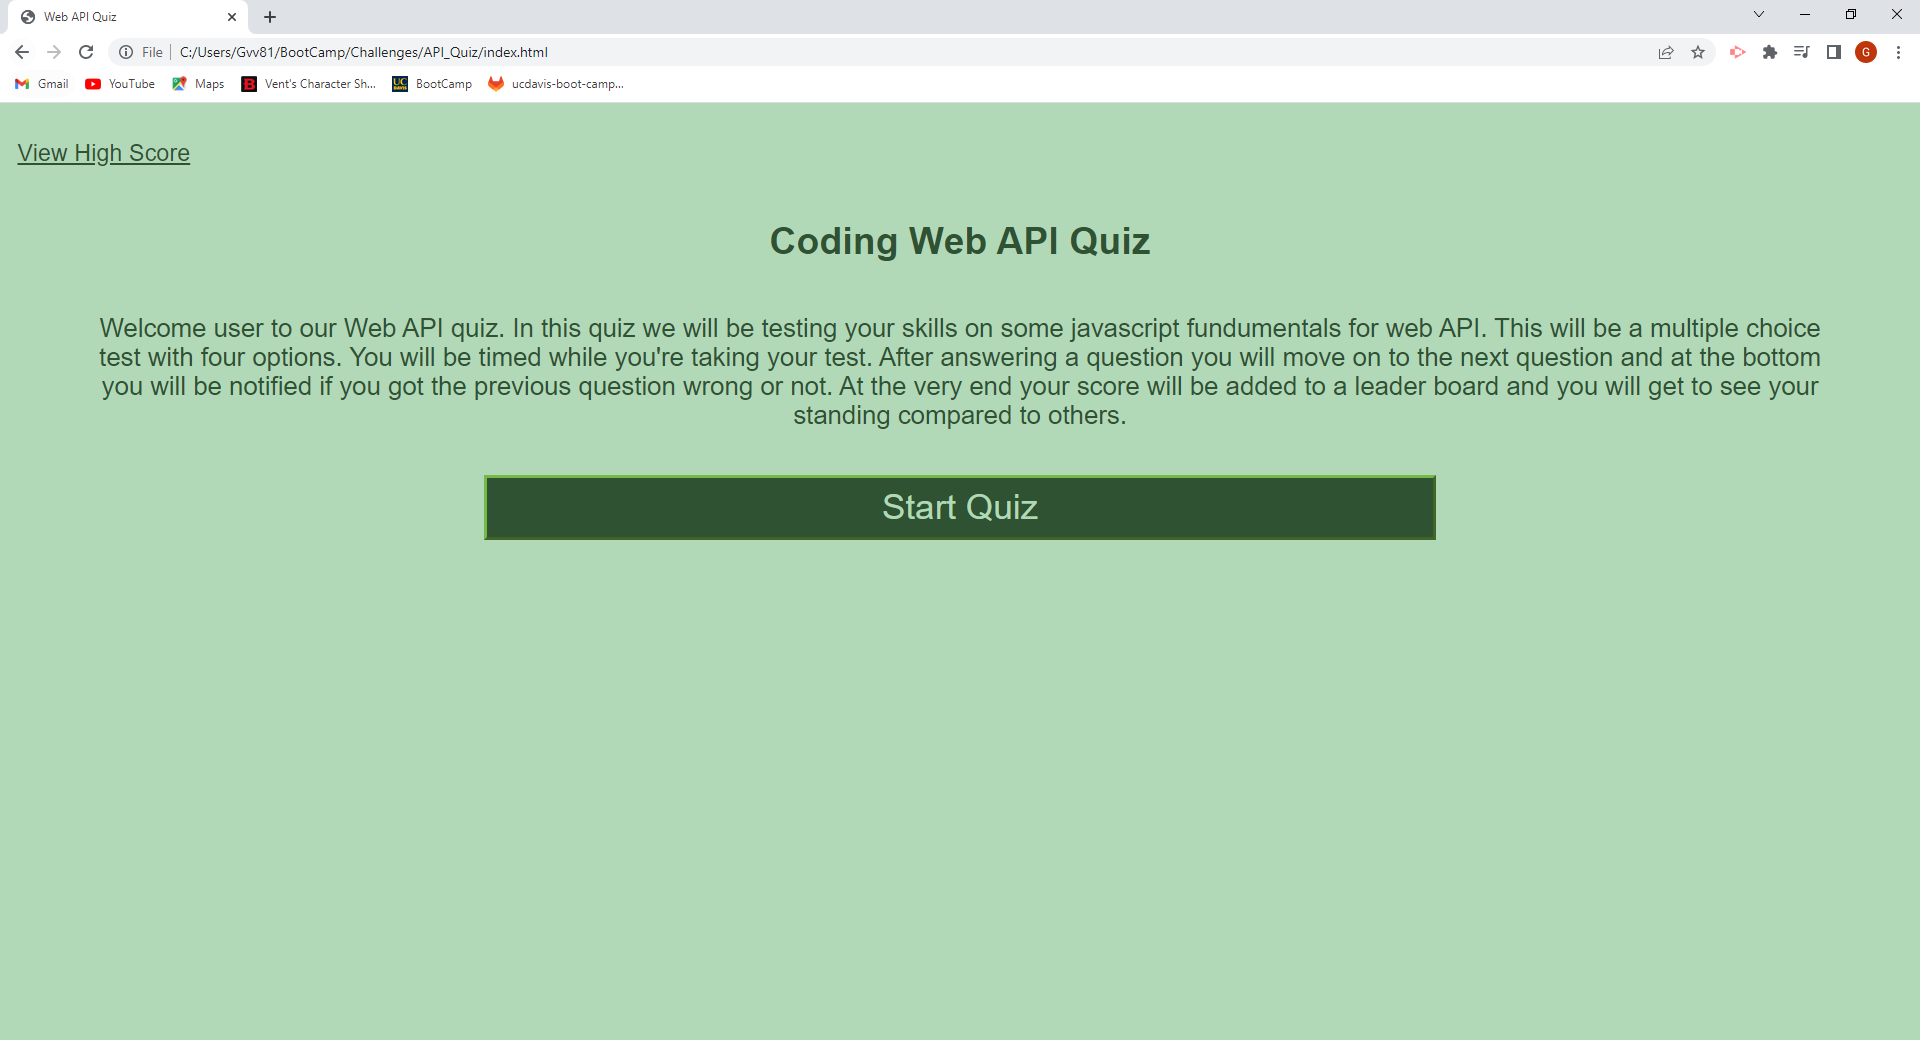 Web API Quiz
File
C:/Users/Gvv81/BootCamp/Challenges/API_Quiz/index.html
G
Gmail
YouTube
Maps
B
Vent's Character Sh...
UC DAVIS
BootCamp
ucdavis-boot-camp...
View High Score
Coding Web API Quiz
Welcome user to our Web API quiz. In this quiz we will be testing your skills on some javascript fundumentals for web API. This will be a multiple choice
test with four options. You will be timed while you're taking your test. After answering a question you will move on to the next question and at the bottom
you will be notified if you got the previous question wrong or not. At the very end your score will be added to a leader board and you will get to see your
standing compared to others.
Start Quiz